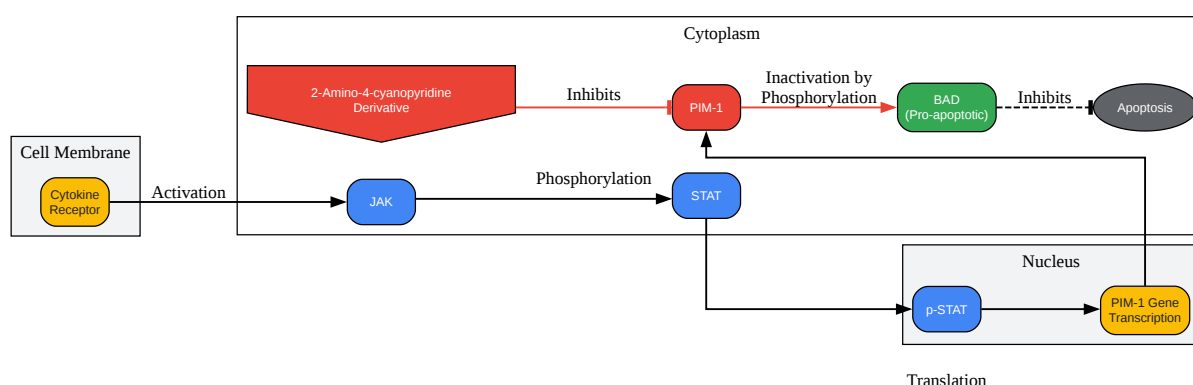 Cytoplasm
2-Amino-4-cyanopyridine
Derivative
Inhibits
PIM-1
Inactivation by
Phosphorylation
BAD
(Pro-apoptotic)
Inhibits
Apoptosis
Cell Membrane
Cytokine
Receptor
Activation
JAK
Phosphorylation
STAT
Nucleus
p-STAT
PIM-1 Gene
Transcription
Translation